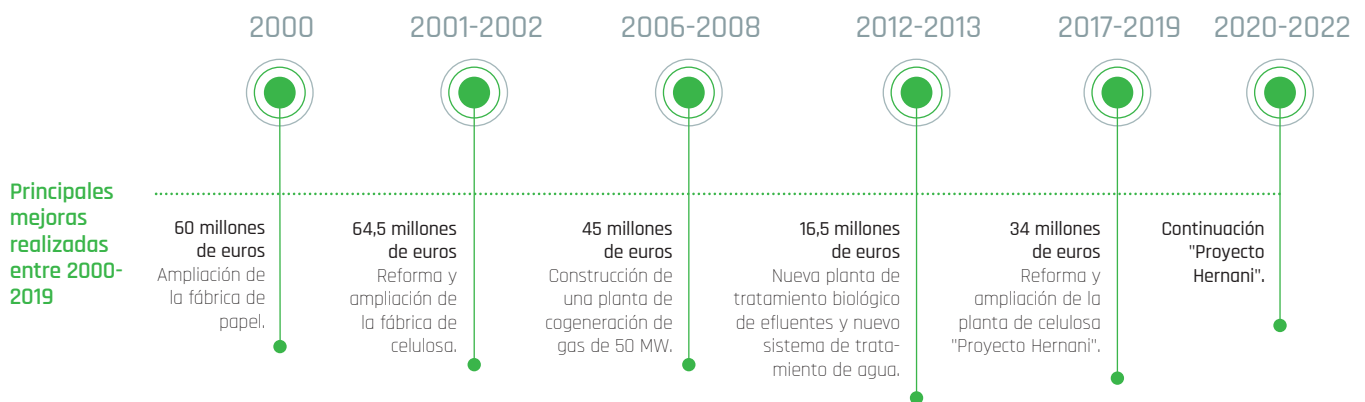 2000
2001-2002
2006-2008
2012-2013
2017-2019
2020-2022
Principales
mejoras
realizadas
entre 2000-
2019
60 millones
de euros
Ampliación de
la fábrica de
papel.
64,5 millones
de euros
Reforma y
ampliación de
la fábrica de
celulosa.
45 millones
de euros
Construcción de
una planta de
cogeneración de
gas de 50 MW.
16,5 millones
de euros
Nueva planta de
tratamiento biológico
de efluentes y nuevo
sistema de trata-
miento de agua.
34 millones
de euros
Reforma y
ampliación de la
planta de celulosa
"Proyecto Hernani".
Continuación
"Proyecto
Hernani".